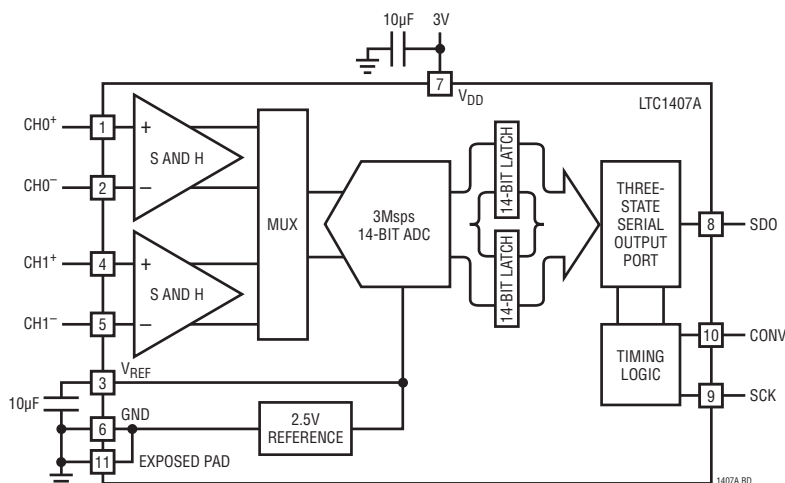 10µF 3V
7
VDD
LTC1407A
CH0+ 1 +
S AND H
CH0– 2 –
CH1+ 4 +
S AND H
CH1– 5 –
MUX
3Msps
14-BIT ADC
14-BIT LATCH
14-BIT LATCH
THREE-
STATE
SERIAL
OUTPUT
PORT
8 SDO
10 CONV
TIMING
LOGIC
9 SCK
3 VREF
10µF
6 GND
2.5V
REFERENCE
11 EXPOSED PAD
1407A BD